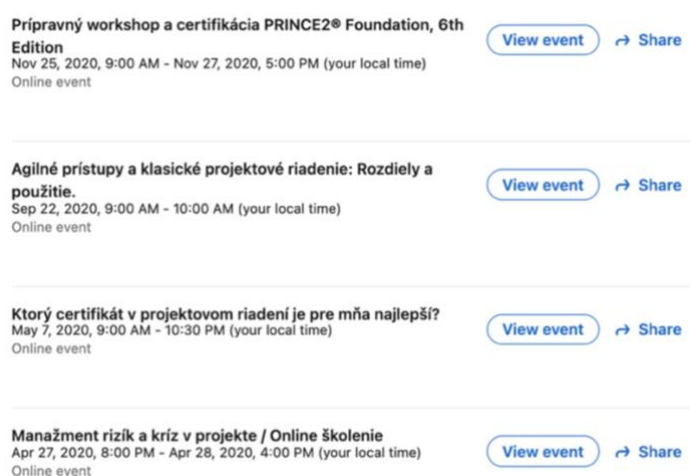 Prípravný workshop a certifikácia PRINCE2® Foundation, 6th
Edition
Nov 25, 2020, 9:00 AM - Nov 27, 2020, 5:00 PM (your local time)
Online event
View event
Share
Agilné prístupy a klasické projektové riadenie: Rozdiely a
použitie.
Sep 22, 2020, 9:00 AM - 10:00 AM (your local time)
Online event
View event
Share
Ktorý certifikát v projektovom riadení je pre mňa najlepší?
May 7, 2020, 9:00 AM - 10:30 PM (your local time)
Online event
View event
Share
Manažment rizík a kríz v projekte / Online školenie
Apr 27, 2020, 8:00 PM - Apr 28, 2020, 4:00 PM (your local time)
Online event
View event
Share